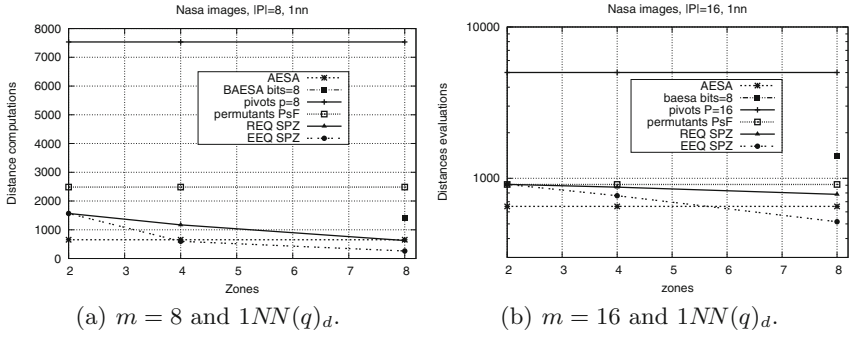 Nasa images, |P|=8, 1nn
Distance computations
8000
7000
6000
5000
4000
3000
2000
1000
0
AESA
BAESA bits=8
pivots p=8
permutants PsF
REQ SPZ
EEQ SPZ
2 3 4 5 6 7 8
Zones
(a) m = 8 and 1NN(q)d.
Nasa images, |P|=16, 1nn
Distances evaluations
10000
1000
AESA
baesa bits=8
pivots P=16
permutants PsF
REQ SPZ
EEQ SPZ
2 3 4 5 6 7 8
zones
(b) m = 16 and 1NN(q)d.